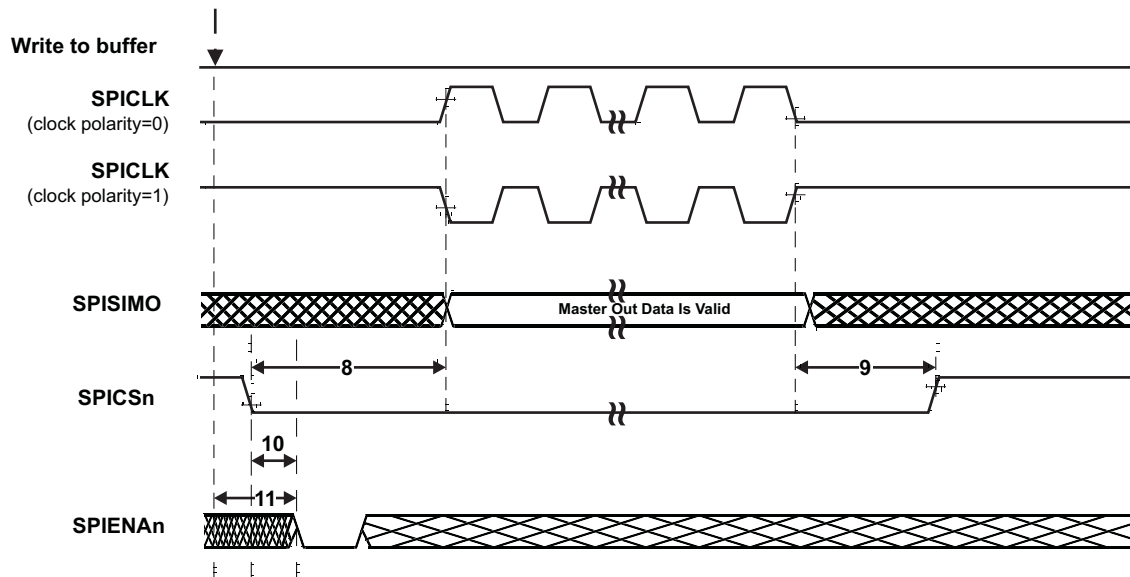 Write to buffer
SPICLK
(clock polarity=0)
SPICLK
(clock polarity=1)
SPISIMO
Master Out Data Is Valid
8
9
SPICSn
10
11
SPIENAn